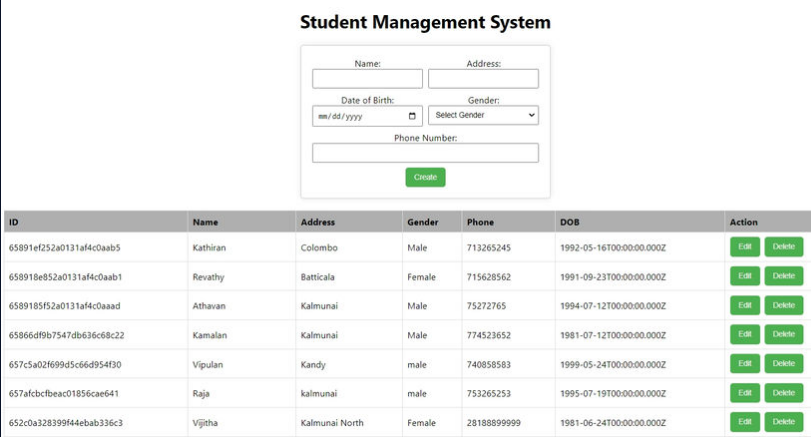 Student Management System
Name: Address:
Date of Birth: Gender:
mm/dd/yyyy Select Gender
Phone Number:
Create
ID Name Address Gender Phone DOB Action
65891ef252a0131af4c0aab5 Kathiran Colombo Male 713265245 1992-05-16T00:00:00.000Z Edit Delete
658918e852a0131af4c0aab1 Revathy Batticala Female 715628562 1991-09-23T00:00:00.000Z Edit Delete
6589185f52a0131af4c0aaad Athavan Kalmunai Male 75272765 1994-07-12T00:00:00.000Z Edit Delete
65866df9b7547db636c68c22 Kamalan Kalmunai Male 774523652 1981-07-12T00:00:00.000Z Edit Delete
657c5a02f699d5c66d954f30 Vipulan Kandy male 740858583 1999-05-24T00:00:00.000Z Edit Delete
657afcbcfbeac01856cae641 Raja kalmunai male 753265253 1995-07-19T00:00:00.000Z Edit Delete
652c0a328399f44ebab336c3 Vijitha Kalmunai North Female 28188899999 1981-06-24T00:00:00.000Z Edit Delete